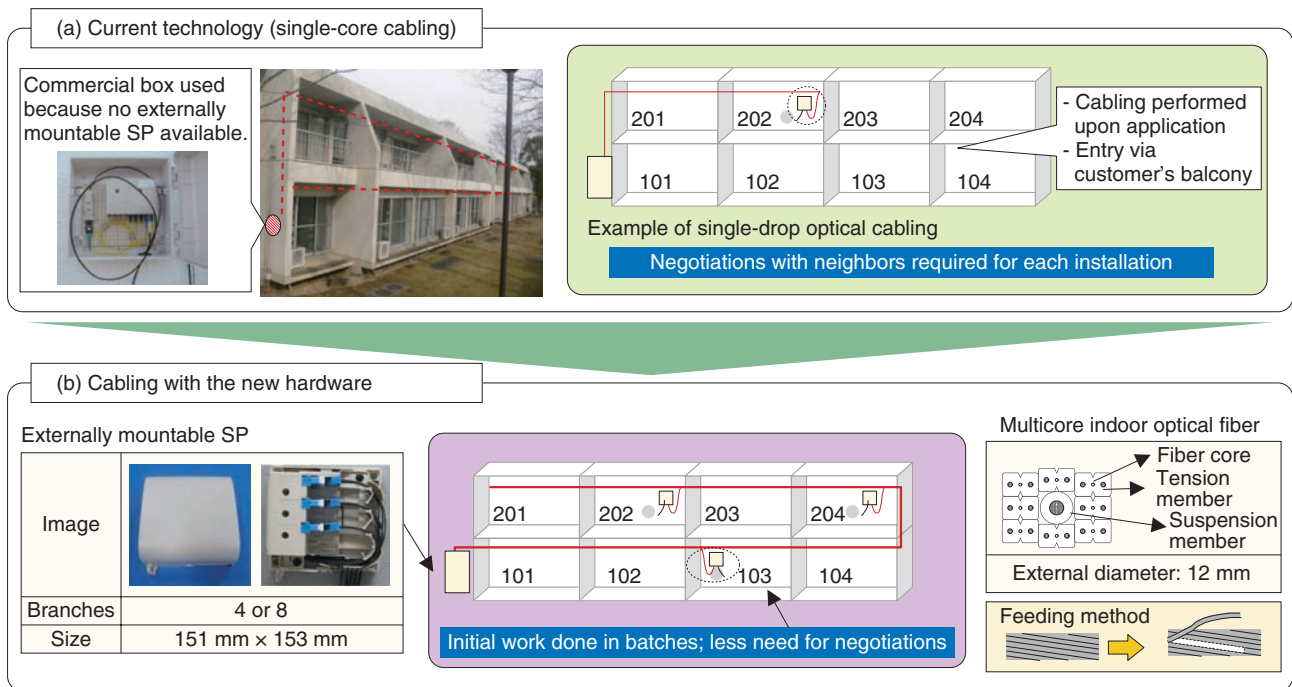 (a) Current technology (single-core cabling)
Commercial box used
because no externally
mountable SP available.
201
202
203
204
101
102
103
104
- Cabling performed
upon application
- Entry via
customer's balcony
Example of single-drop optical cabling
Negotiations with neighbors required for each installation
(b) Cabling with the new hardware
Externally mountable SP
Image
Branches
4 or 8
Size
151 mm × 153 mm
201
202
203
204
101
102
103
104
Initial work done in batches; less need for negotiations
Multicore indoor optical fiber
Fiber core
Tension
member
Suspension
member
External diameter: 12 mm
Feeding method